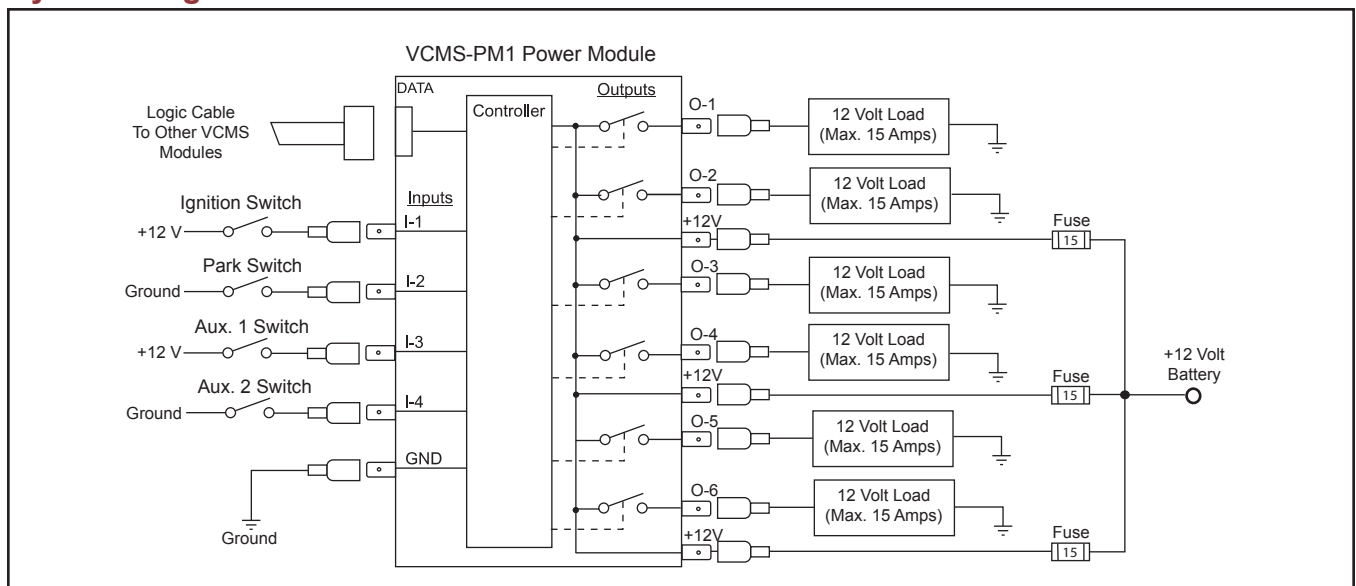 VCMS-PM1 Power Module
DATA
Controller
Outputs
Logic Cable
To Other VCMS
Modules
Inputs
Ignition Switch
+12 V
I-1
Park Switch
Ground
I-2
Aux. 1 Switch
+12 V
I-3
Aux. 2 Switch
Ground
I-4
GND
Ground
O-1
12 Volt Load
(Max. 15 Amps)
O-2
12 Volt Load
(Max. 15 Amps)
+12V
Fuse
15
O-3
12 Volt Load
(Max. 15 Amps)
O-4
12 Volt Load
(Max. 15 Amps)
+12V
Fuse
15
+12 Volt
Battery
O-5
12 Volt Load
(Max. 15 Amps)
O-6
12 Volt Load
(Max. 15 Amps)
+12V
Fuse
15